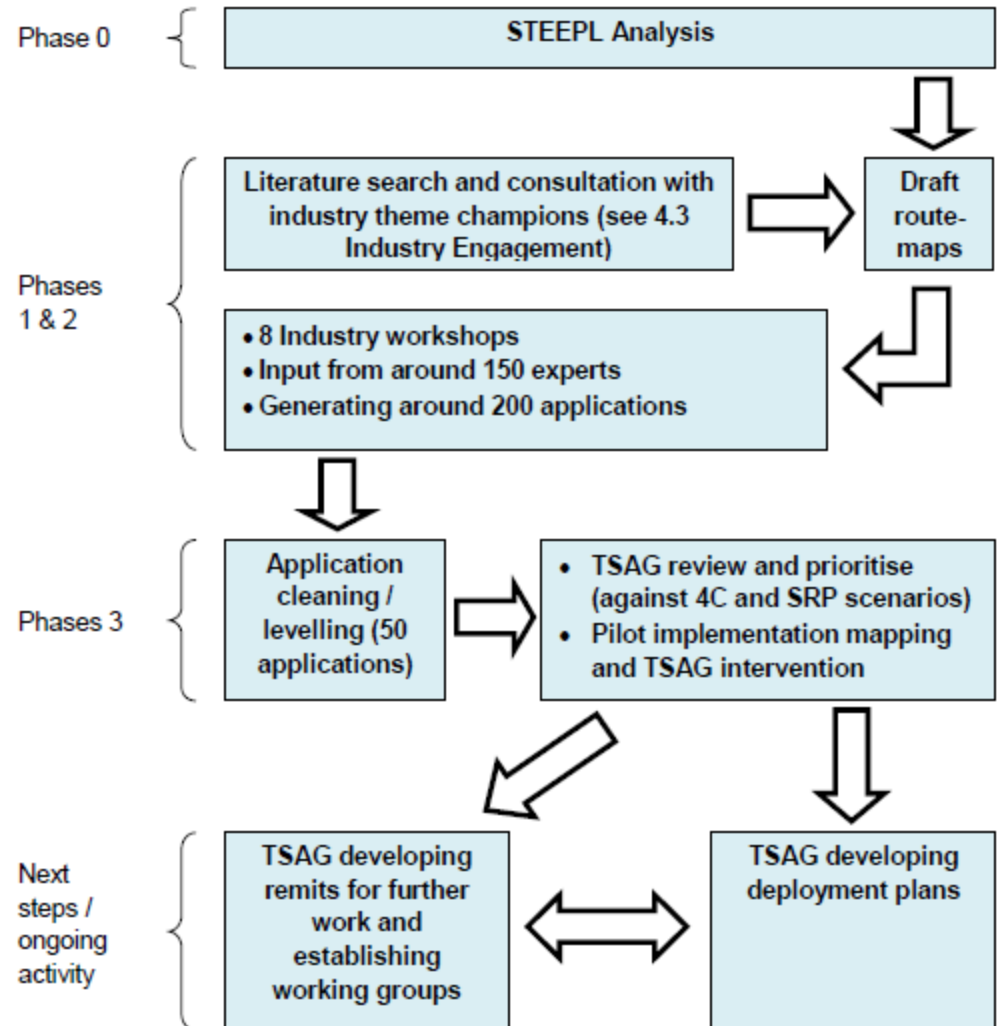 Phase 0
STEEPL Analysis
Literature search and consultation with
industry theme champions (see 4.3
Industry Engagement)
Draft
route-
maps
Phases
1 & 2
• 8 Industry workshops
• Input from around 150 experts
• Generating around 200 applications
Phases 3
Application
cleaning /
levelling (50
applications)
• TSAG review and prioritise
(against 4C and SRP scenarios)
• Pilot implementation mapping
and TSAG intervention
Next
steps /
ongoing
activity
TSAG developing
remits for further
work and
establishing
working groups
TSAG developing
deployment plans